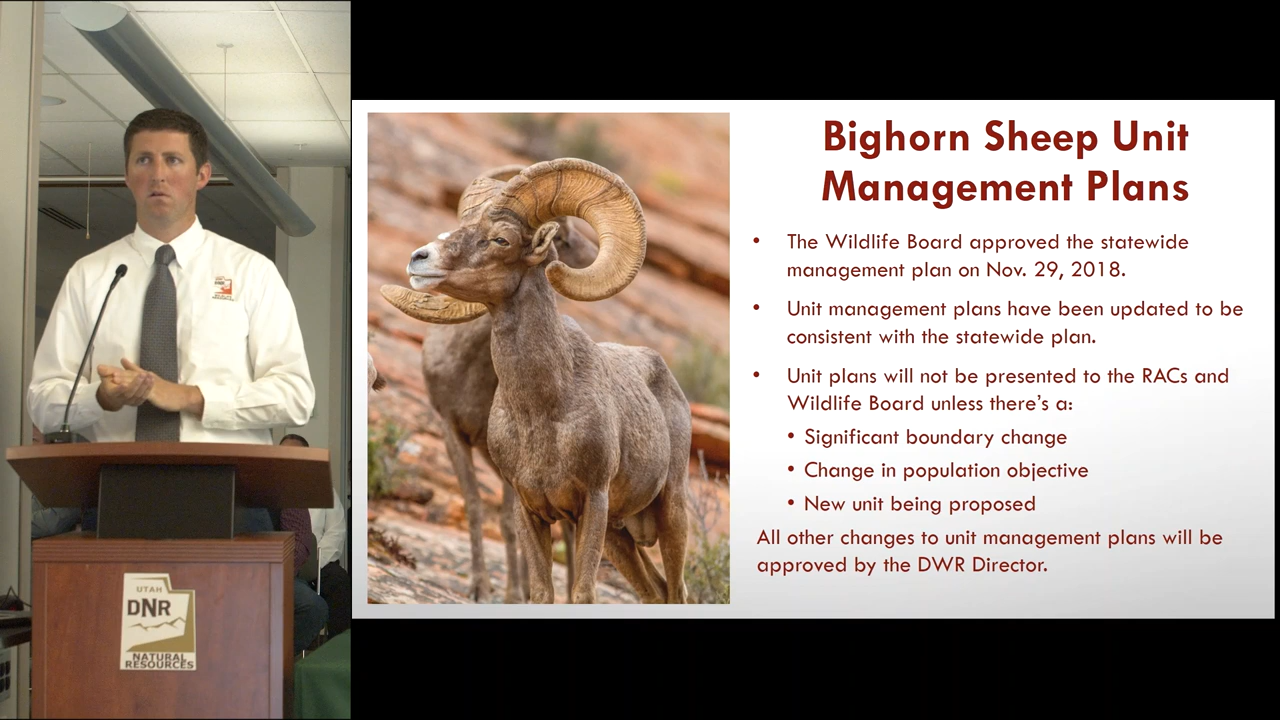 Bighorn Sheep Unit
Management Plans
• The Wildlife Board approved the statewide
management plan on Nov. 29, 2018.
• Unit management plans have been updated to be
consistent with the statewide plan.
• Unit plans will not be presented to the RACs and
Wildlife Board unless there's a:
• Significant boundary change
• Change in population objective
• New unit being proposed
All other changes to unit management plans will be
approved by the DWR Director.
DNR
UTAH
DNR
NATURAL
RESOURCES